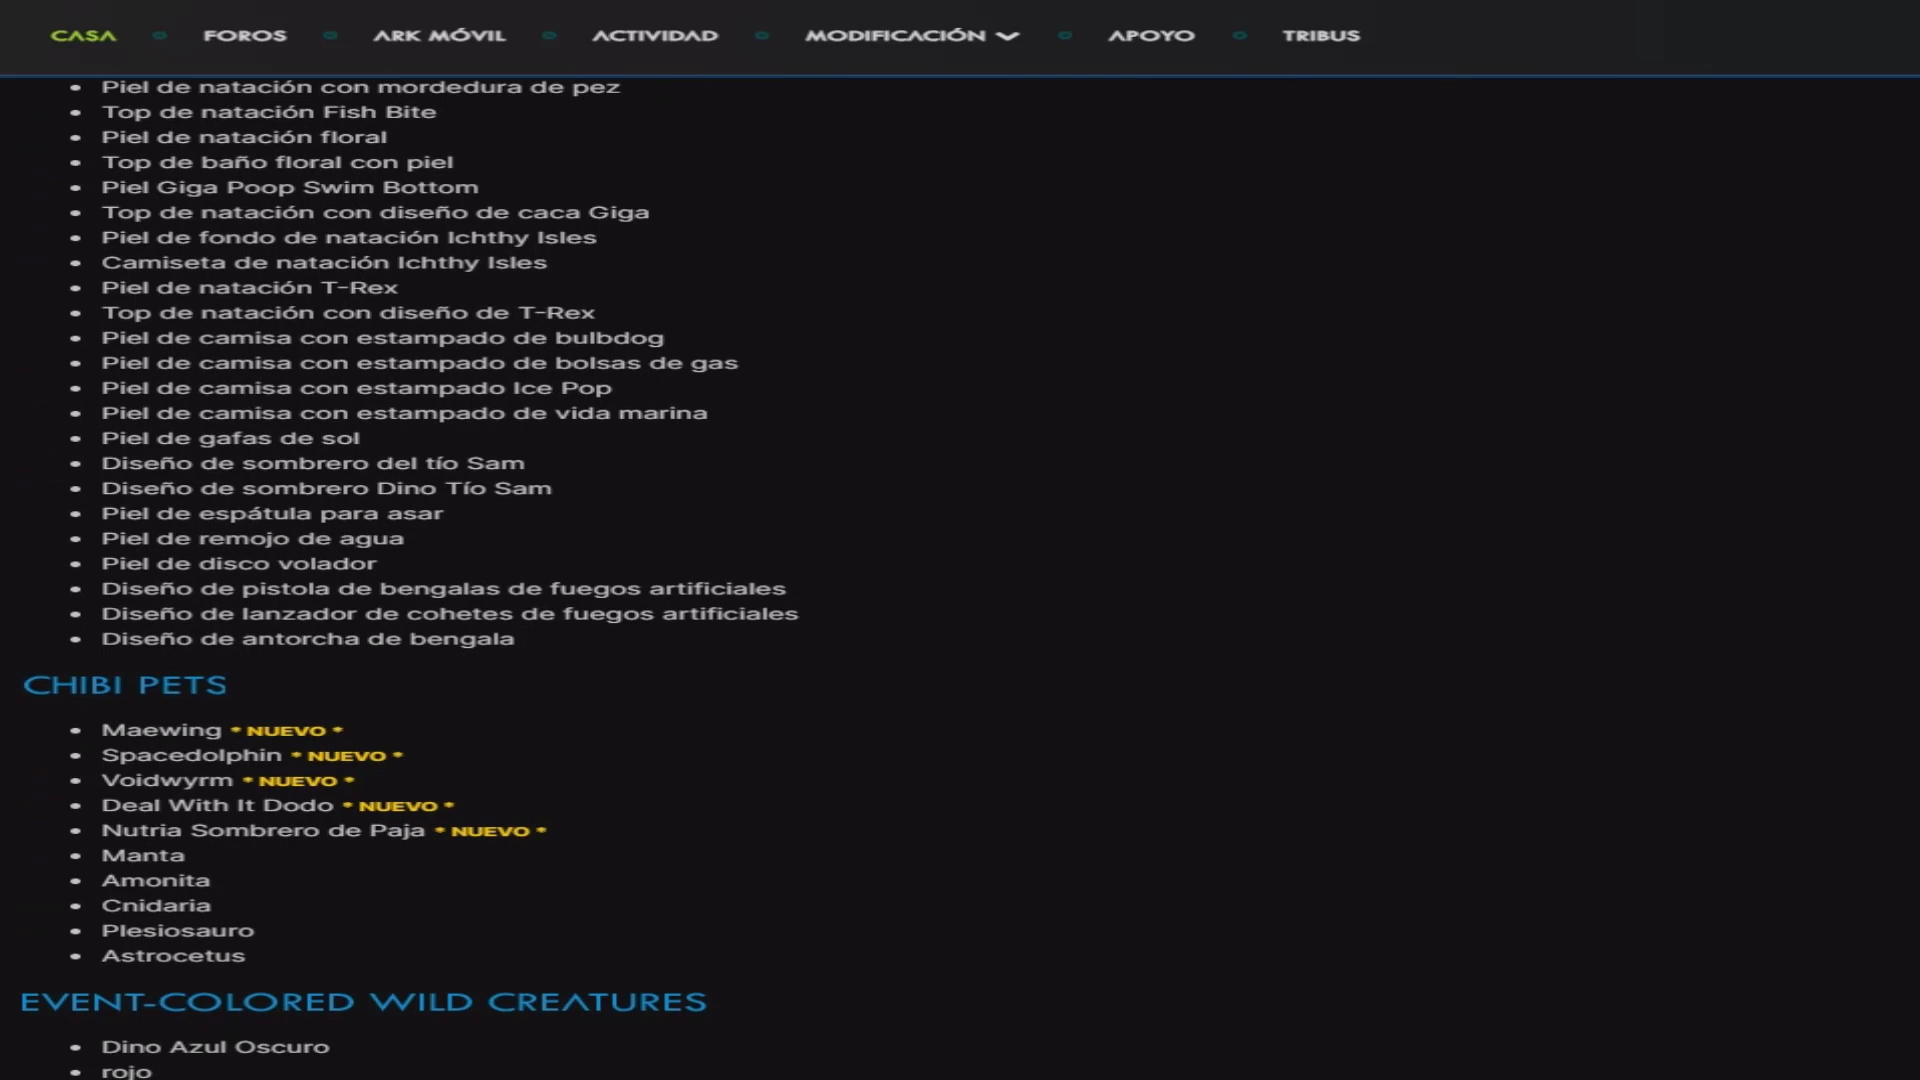 CASA FOROS ARK MÓVIL ACTIVIDAD MODIFICACIÓN APOYO TRIBUS
Piel de natación con mordedura de pez
Top de natación Fish Bite
Piel de natación floral
Top de baño floral con piel
Piel Giga Poop Swim Bottom
Top de natación con diseño de caca Giga
Piel de fondo de natación Ichthy Isles
Camiseta de natación Ichthy Isles
Piel de natación T-Rex
Top de natación con diseño de T-Rex
Piel de camisa con estampado de bulbdog
Piel de camisa con estampado de bolsas de gas
Piel de camisa con estampado Ice Pop
Piel de camisa con estampado de vida marina
Piel de gafas de sol
Diseño de sombrero del tío Sam
Diseño de sombrero Dino Tío Sam
Piel de espátula para asar
Piel de remojo de agua
Piel de disco volador
Diseño de pistola de bengalas de fuegos artificiales
Diseño de lanzador de cohetes de fuegos artificiales
Diseño de antorcha de bengala
CHIBI PETS
Maewing * NUEVO *
Spacedolphin * NUEVO *
Voidwyrm * NUEVO *
Deal With It Dodo * NUEVO *
Nutria Sombrero de Paja * NUEVO *
Manta
Amonita
Cnidaria
Plesiosauro
Astrocetus
EVENT-COLORED WILD CREATURES
Dino Azul Oscuro
rojo